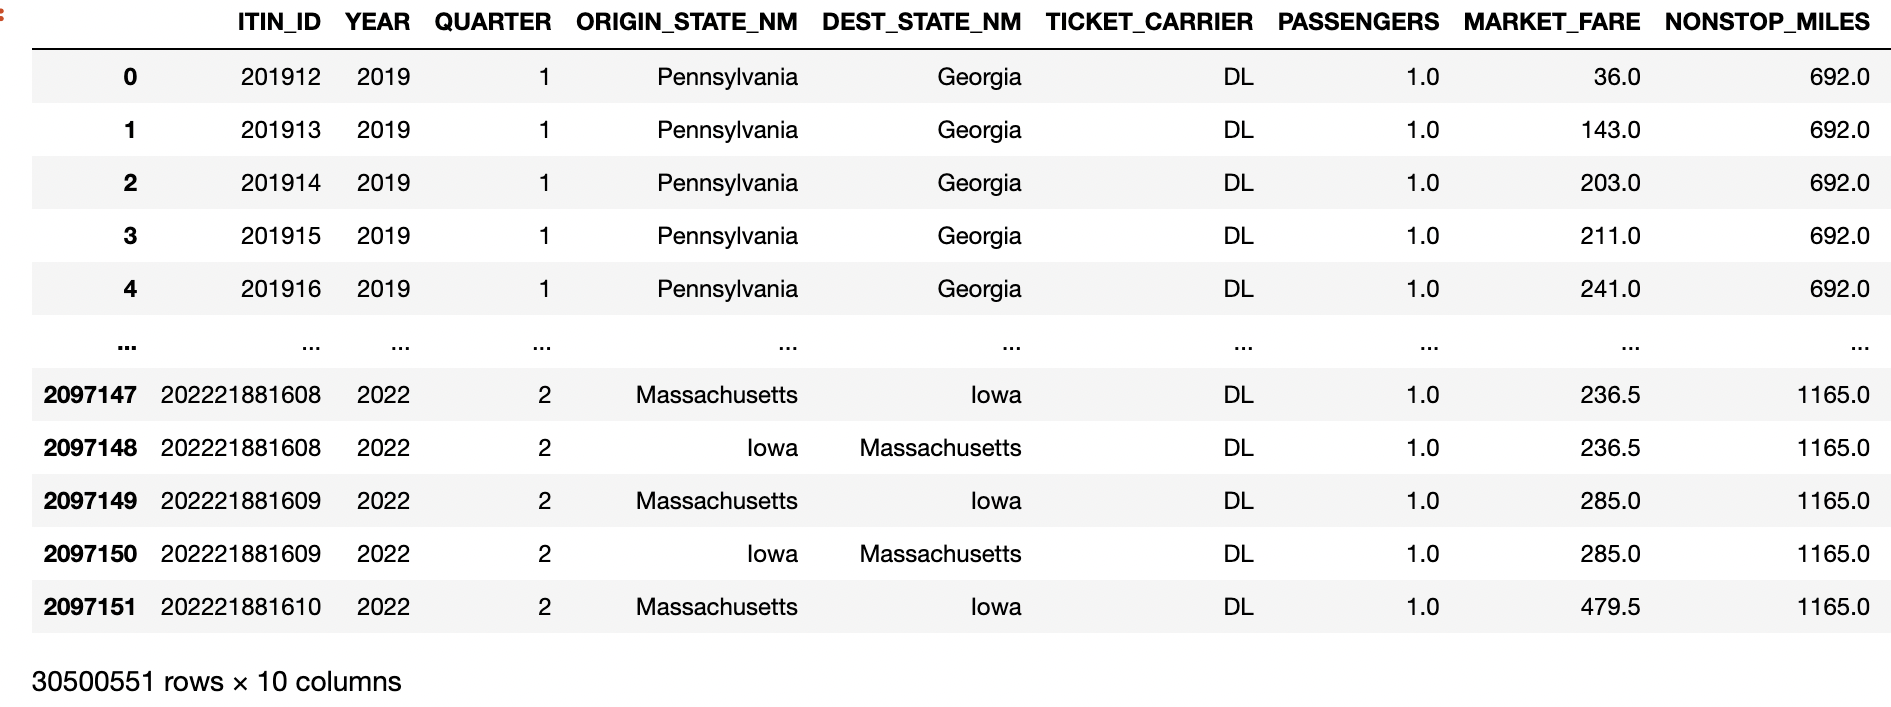 ITIN_ID YEAR QUARTER ORIGIN_STATE_NM DEST_STATE_NM TICKET_CARRIER PASSENGERS MARKET_FARE NONSTOP_MILES
0 201912 2019 1 Pennsylvania Georgia DL 1.0 36.0 692.0
1 201913 2019 1 Pennsylvania Georgia DL 1.0 143.0 692.0
2 201914 2019 1 Pennsylvania Georgia DL 1.0 203.0 692.0
3 201915 2019 1 Pennsylvania Georgia DL 1.0 211.0 692.0
4 201916 2019 1 Pennsylvania Georgia DL 1.0 241.0 692.0
... ... ... ... ... ... ... ... ... ...
2097147 202221881608 2022 2 Massachusetts Iowa DL 1.0 236.5 1165.0
2097148 202221881608 2022 2 Iowa Massachusetts DL 1.0 236.5 1165.0
2097149 202221881609 2022 2 Massachusetts Iowa DL 1.0 285.0 1165.0
2097150 202221881609 2022 2 Iowa Massachusetts DL 1.0 285.0 1165.0
2097151 202221881610 2022 2 Massachusetts Iowa DL 1.0 479.5 1165.0
30500551 rows × 10 columns